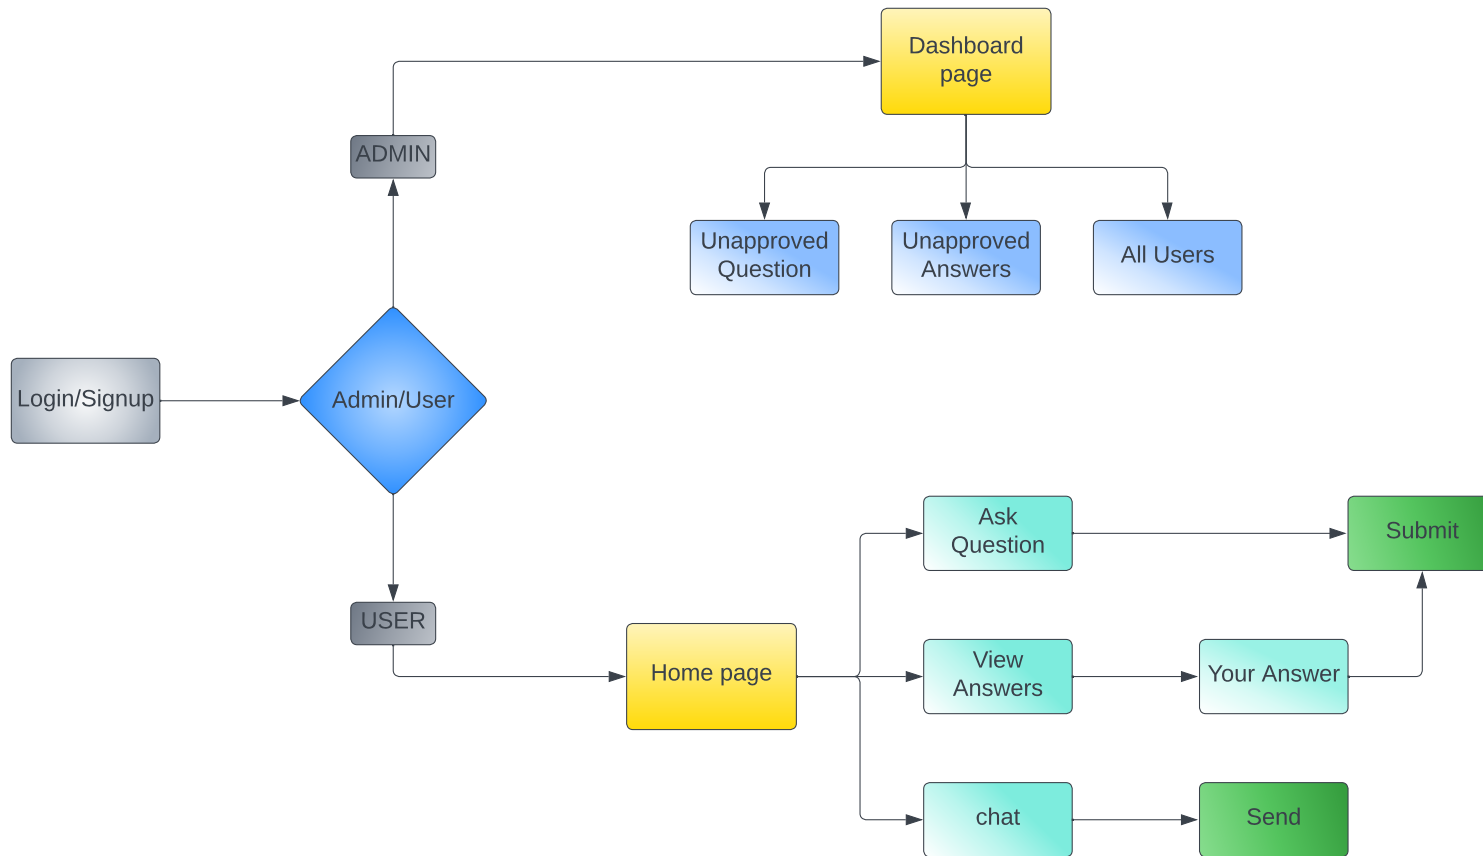 Dashboard
page
ADMIN
Unapproved
Question
Unapproved
Answers
All Users
Login/Signup
Admin/User
Ask
Question
Submit
USER
Home page
View
Answers
Your Answer
chat
Send